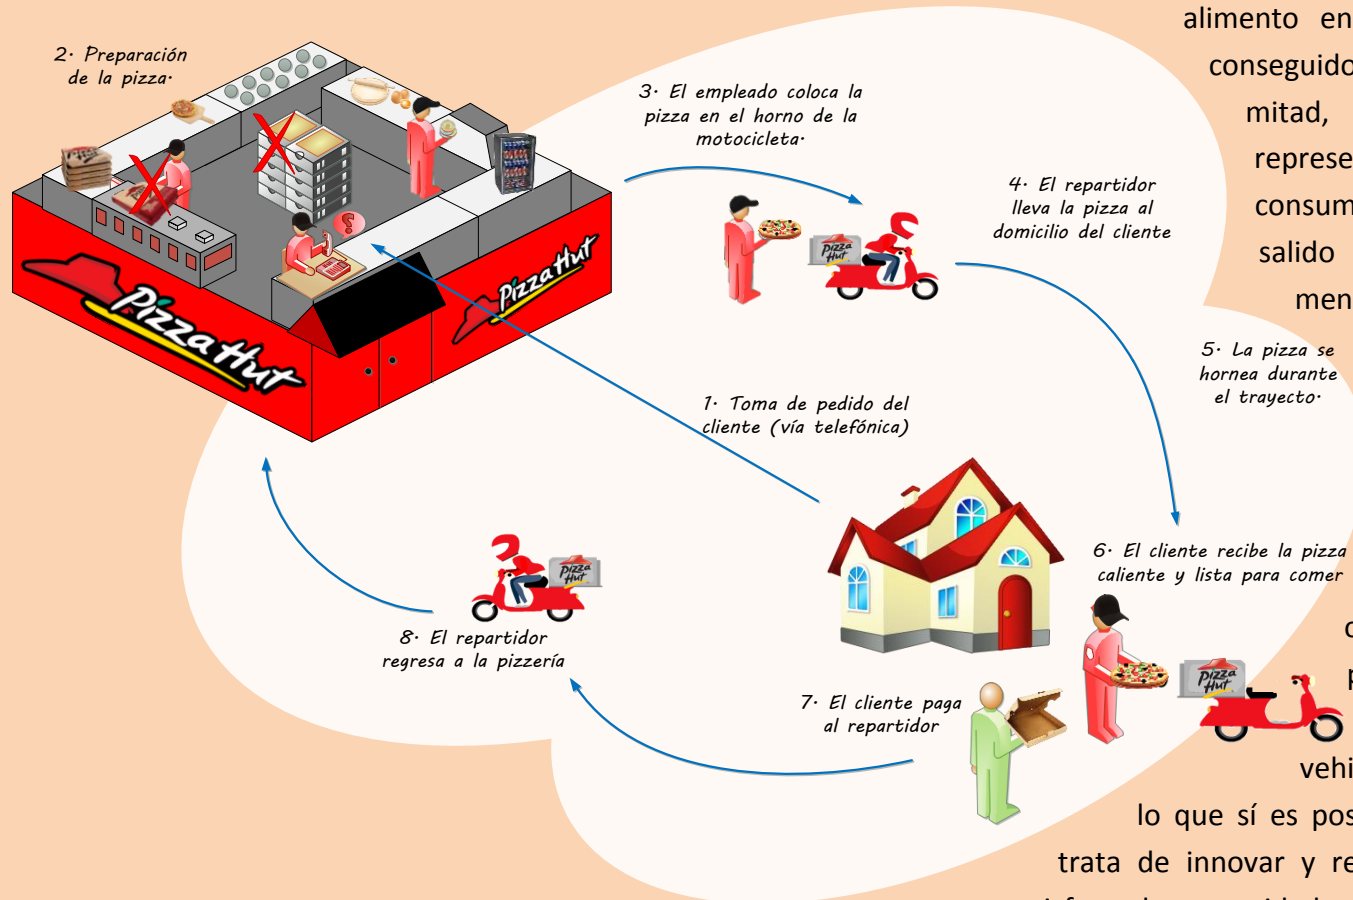 alimento en
conseguido
mitad,
represe
consum
salido
men
2. Preparación
de la pizza.
3. El empleado coloca la
pizza en el horno de la
motocicleta.
4. El repartidor
lleva la pizza al
domicilio del cliente
Pizza
Hut
Pizza Hut
Pizza Hut
5. La pizza se
hornea durante
el trayecto.
1. Toma de pedido del
cliente (vía telefónica)
6. El cliente recibe la pizza
caliente y lista para comer
Pizza
Hut
8. El repartidor
regresa a la pizzería
Pizza
Hut
7. El cliente paga
al repartidor
vehi
lo que sí es pos
trata de innovar y re